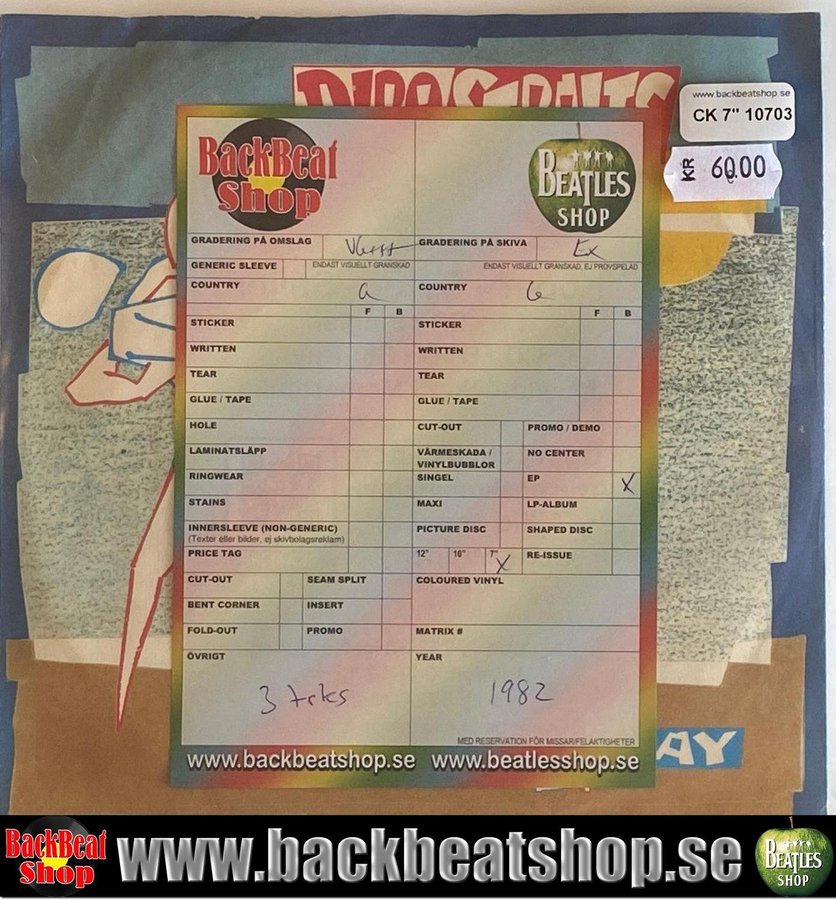 DIRE STRAITS
www.backbeatshop.se
CK 7" 10703
KR 60.00
BackBeat
Shop
BEATLES
SHOP
GRADERING PÅ OMSLAG VG++ GRADERING PÅ SKIVA Ex
GENERIC SLEEVE ENDAST VISUELLT GRANSKAD ENDAST VISUELLT GRANSKAD, EJ PROVSPELAD
COUNTRY G COUNTRY G
F B F B
STICKER STICKER
WRITTEN WRITTEN
TEAR TEAR
GLUE / TAPE GLUE / TAPE
HOLE CUT-OUT PROMO / DEMO
LAMINATSLÄPP VÄRMESKADA / NO CENTER
VINYLBUBBLOR
RINGWEAR SINGEL EP X
STAINS MAXI LP-ALBUM
INNERSLEEVE (NON-GENERIC) PICTURE DISC SHAPED DISC
(Texter eller bilder, ej skivbolagsreklam)
PRICE TAG 12" 10" 7" X RE-ISSUE
CUT-OUT SEAM SPLIT COLOURED VINYL
BENT CORNER INSERT
FOLD-OUT PROMO MATRIX #
ÖVRIGT YEAR
3 trks 1982
MED RESERVATION FÖR MISSAR/FELAKTIGHETER
AY
www.backbeatshop.se www.beatlesshop.se
BackBeat
Shop
www.backbeatshop.se
BEATLES
SHOP